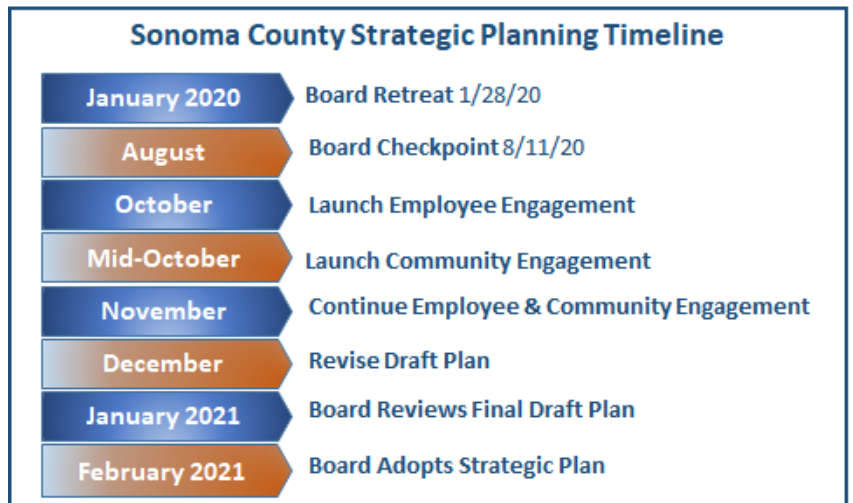 Sonoma County Strategic Planning Timeline
January 2020 Board Retreat 1/28/20
August Board Checkpoint 8/11/20
October Launch Employee Engagement
Mid-October Launch Community Engagement
November Continue Employee & Community Engagement
December Revise Draft Plan
January 2021 Board Reviews Final Draft Plan
February 2021 Board Adopts Strategic Plan